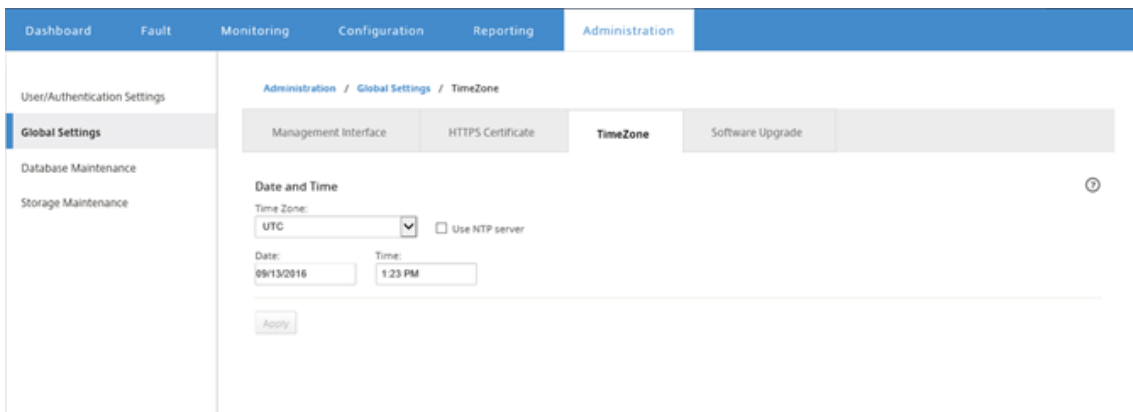 Dashboard Fault Monitoring Configuration Reporting Administration
User/Authentication Settings
Global Settings
Database Maintenance
Storage Maintenance
Administration / Global Settings / TimeZone
Management Interface HTTPS Certificate TimeZone Software Upgrade
Date and Time
?
Time Zone:
UTC Use NTP server
Date: Time:
09/13/2016 1:23 PM
Apply